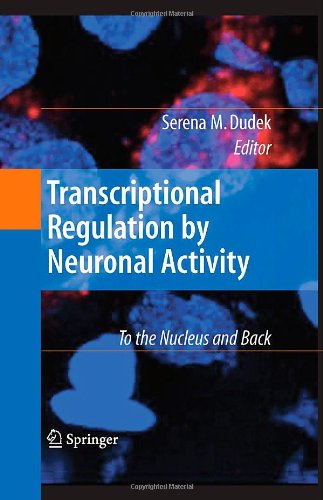 Serena M. Dudek
Editor
Transcriptional
Regulation by
Neuronal Activity
To the Nucleus and Back
Springer